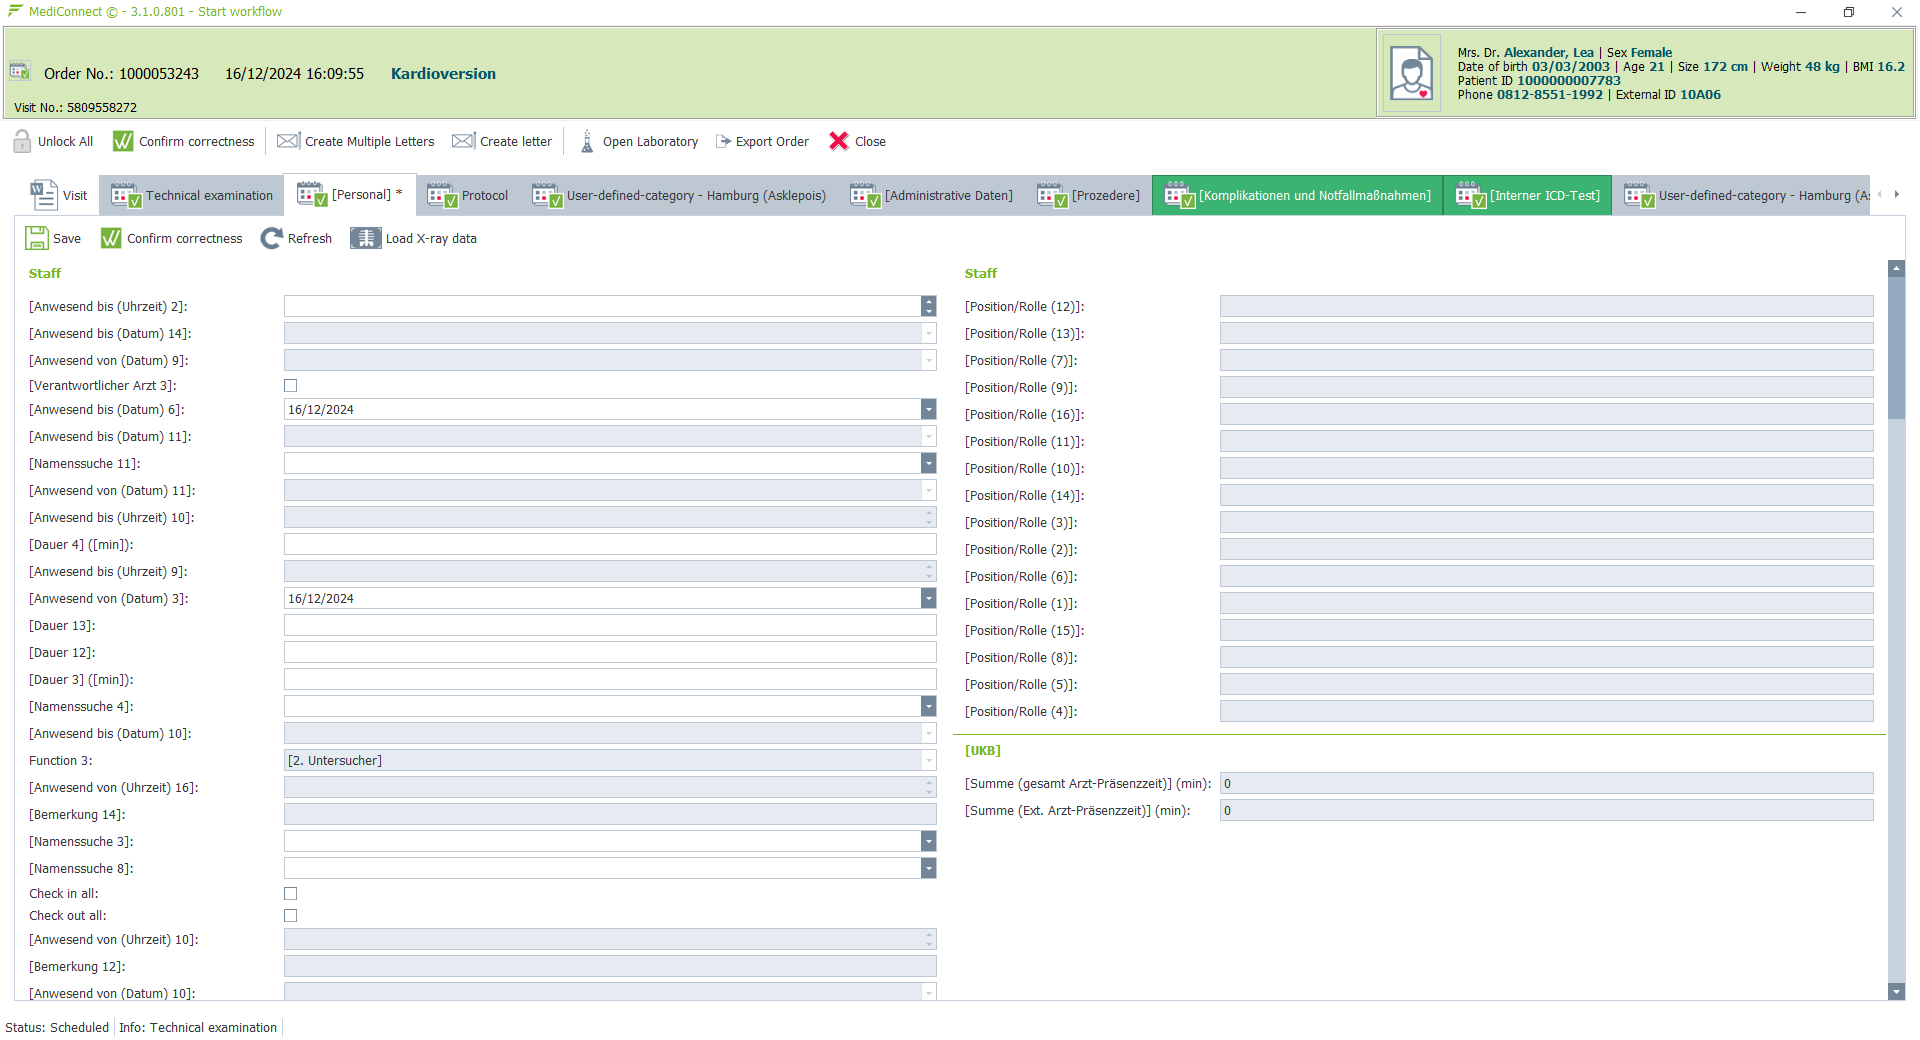 MediConnect © - 3.1.0.801 - Start workflow
Order No.: 1000053243 16/12/2024 16:09:55 Kardioversion
Visit No.: 5809558272
Mrs. Dr. Alexander, Lea | Sex Female
Date of birth 03/03/2003 | Age 21 | Size 172 cm | Weight 48 kg | BMI 16.2
Patient ID 1000000007783
Phone 0812-8551-1992 | External ID 10A06
Unlock All Confirm correctness Create Multiple Letters Create letter Open Laboratory Export Order Close
Visit Technical examination [Personal] * Protocol User-defined-category - Hamburg (Asklepois) [Administrative Daten] [Prozedere] [Komplikationen und Notfallmaßnahmen] [Interner ICD-Test] User-defined-category - Hamburg (As
Save Confirm correctness Refresh Load X-ray data
Staff
[Anwesend bis (Uhrzeit) 2]:
[Anwesend bis (Datum) 14]:
[Anwesend von (Datum) 9]:
[Verantwortlicher Arzt 3]:
[Anwesend bis (Datum) 6]: 16/12/2024
[Anwesend bis (Datum) 11]:
[Namenssuche 11]:
[Anwesend von (Datum) 11]:
[Anwesend bis (Uhrzeit) 10]:
[Dauer 4] ([min]):
[Anwesend bis (Uhrzeit) 9]:
[Anwesend von (Datum) 3]: 16/12/2024
[Dauer 13]:
[Dauer 12]:
[Dauer 3] ([min]):
[Namenssuche 4]:
[Anwesend bis (Datum) 10]:
Function 3: [2. Untersucher]
[Anwesend von (Uhrzeit) 16]:
[Bemerkung 14]:
[Namenssuche 3]:
[Namenssuche 8]:
Check in all:
Check out all:
[Anwesend von (Uhrzeit) 10]:
[Bemerkung 12]:
[Anwesend von (Datum) 10]:
Staff
[Position/Rolle (12)]:
[Position/Rolle (13)]:
[Position/Rolle (7)]:
[Position/Rolle (9)]:
[Position/Rolle (16)]:
[Position/Rolle (11)]:
[Position/Rolle (10)]:
[Position/Rolle (14)]:
[Position/Rolle (3)]:
[Position/Rolle (2)]:
[Position/Rolle (6)]:
[Position/Rolle (1)]:
[Position/Rolle (15)]:
[Position/Rolle (8)]:
[Position/Rolle (5)]:
[Position/Rolle (4)]:
[UKB]
[Summe (gesamt Arzt-Präsenzzeit)] (min): 0
[Summe (Ext. Arzt-Präsenzzeit)] (min): 0
Status: Scheduled Info: Technical examination